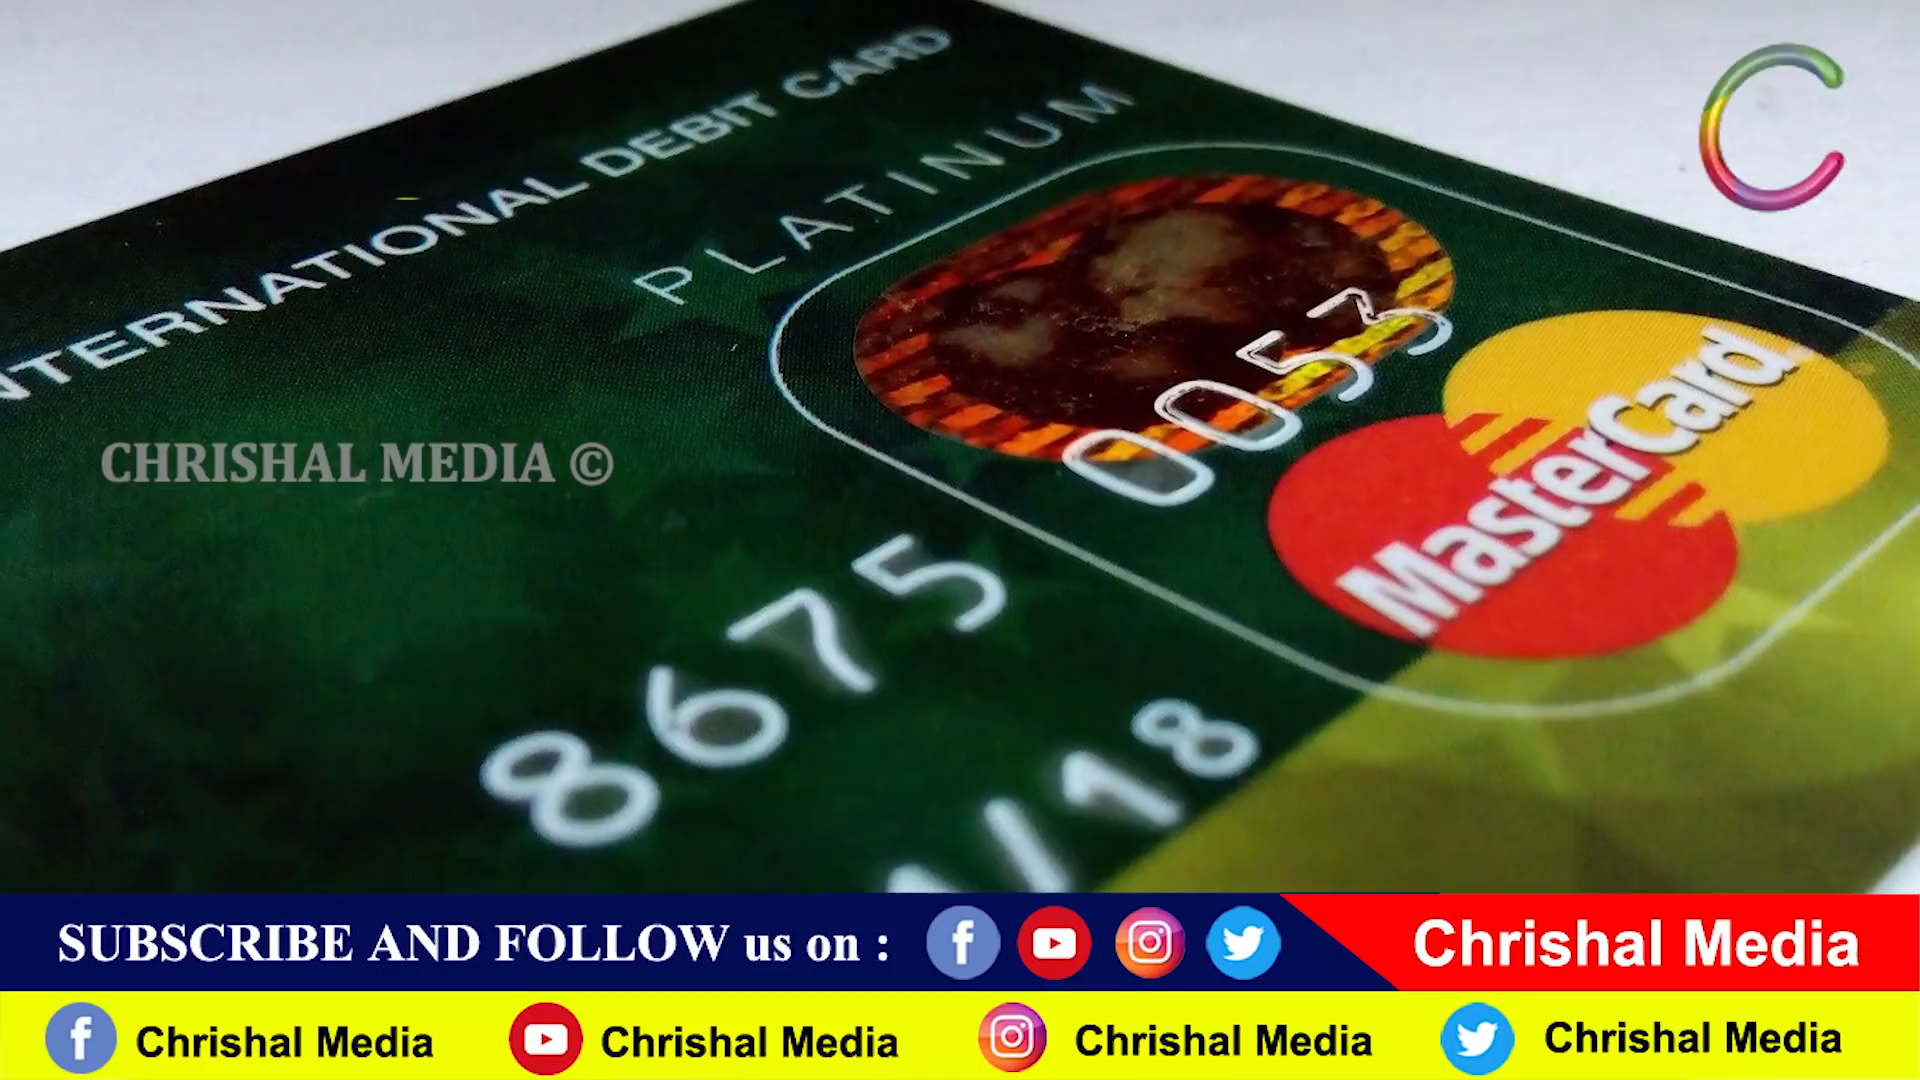 NTERNATIONAL DEBIT CARD
PLATINUM
CHRISHAL MEDIA ©
8675 0053
MasterCard
/18
SUBSCRIBE AND FOLLOW us on :
Chrishal Media
Chrishal Media
Chrishal Media
Chrishal Media
Chrishal Media